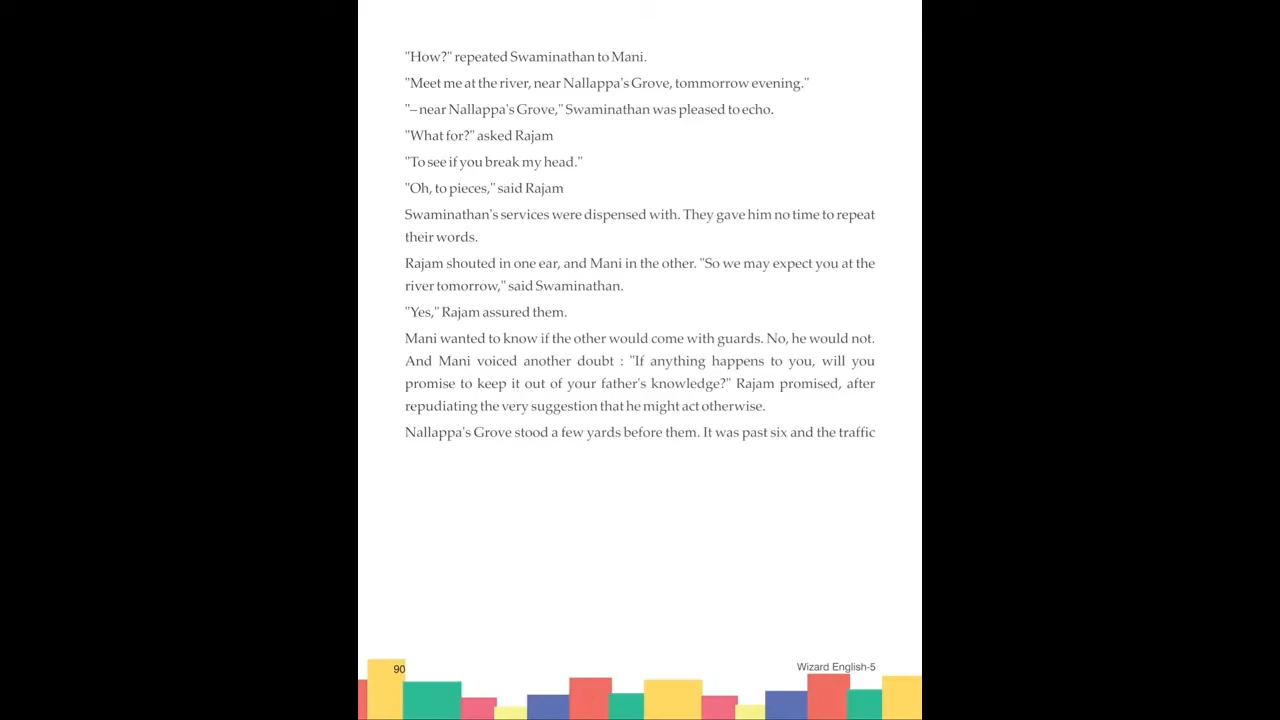 "How?" repeated Swaminathan to Mani.
"Meet me at the river, near Nallappa's Grove, tommorrow evening."
"– near Nallappa's Grove," Swaminathan was pleased to echo.
"What for?" asked Rajam
"To see if you break my head."
"Oh, to pieces," said Rajam
Swaminathan's services were dispensed with. They gave him no time to repeat
their words.
Rajam shouted in one ear, and Mani in the other. "So we may expect you at the
river tomorrow," said Swaminathan.
"Yes," Rajam assured them.
Mani wanted to know if the other would come with guards. No, he would not.
And Mani voiced another doubt : "If anything happens to you, will you
promise to keep it out of your father's knowledge?" Rajam promised, after
repudiating the very suggestion that he might act otherwise.
Nallappa's Grove stood a few yards before them. It was past six and the traffic
90
Wizard English-5